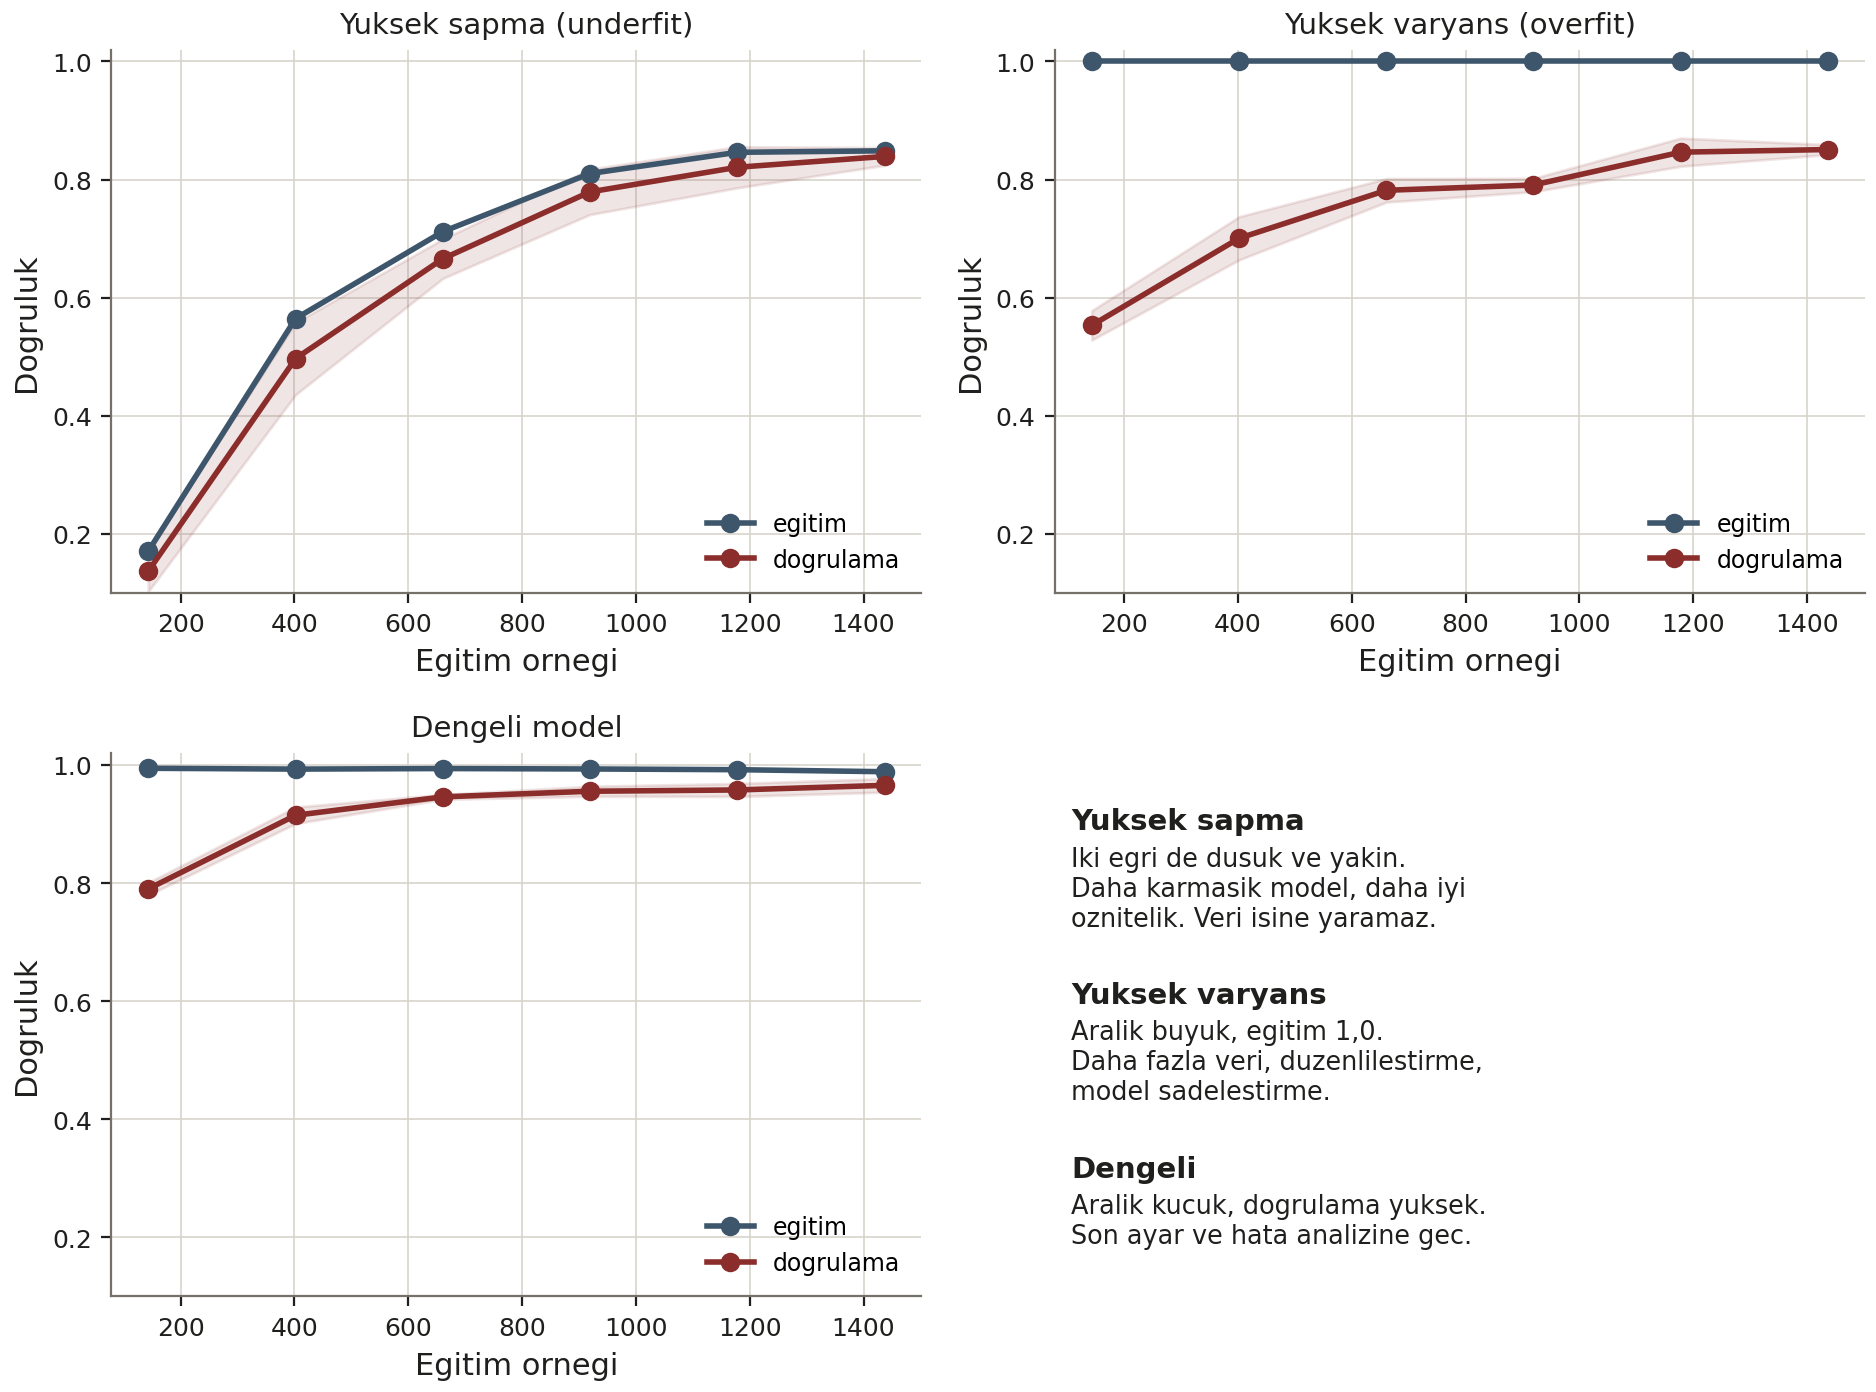 Yuksek sapma (underfit)
1.0
0.8
0.6
0.4
0.2
Dogruluk
egitim
dogrulama
200 400 600 800 1000 1200 1400
Egitim ornegi
Yuksek varyans (overfit)
1.0
0.8
0.6
0.4
0.2
Dogruluk
egitim
dogrulama
200 400 600 800 1000 1200 1400
Egitim ornegi
Dengeli model
1.0
0.8
0.6
0.4
0.2
Dogruluk
egitim
dogrulama
200 400 600 800 1000 1200 1400
Egitim ornegi
Yuksek sapma
Iki egri de dusuk ve yakin.
Daha karmasik model, daha iyi
oznitelik. Veri isine yaramaz.
Yuksek varyans
Aralik buyuk, egitim 1,0.
Daha fazla veri, duzenlilestirme,
model sadelestirme.
Dengeli
Aralik kucuk, dogrulama yuksek.
Son ayar ve hata analizine gec.